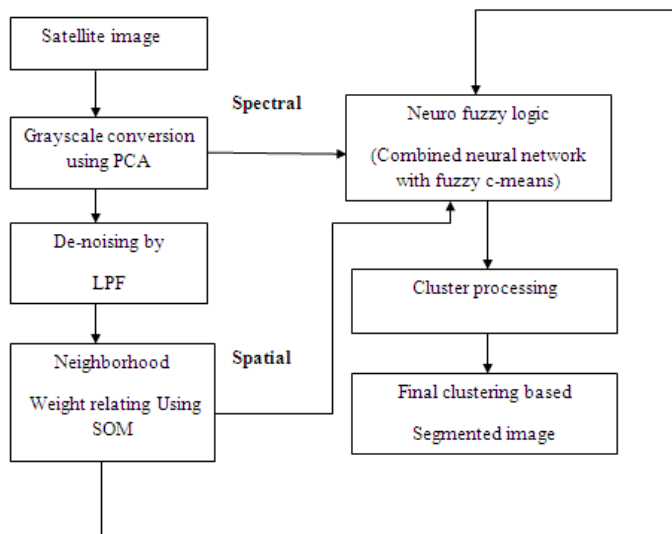 Satellite image
Grayscale conversion
using PCA
De-noising by
LPF
Neighborhood
Weight relating Using
SOM
Spectral
Spatial
Neuro fuzzy logic
(Combined neural network
with fuzzy c-means)
Cluster processing
Final clustering based
Segmented image